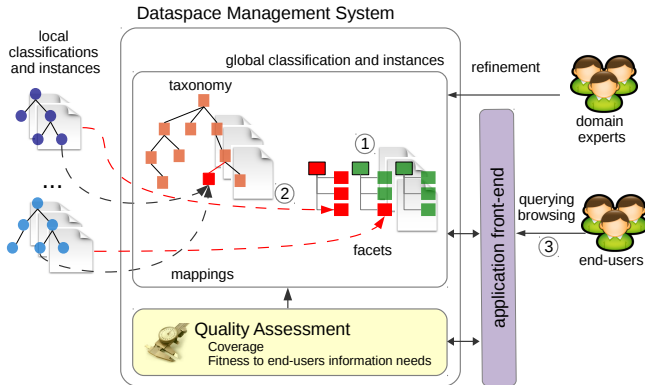 Dataspace Management System
local
classifications
and instances
global classification and instances
taxonomy
refinement
domain
experts
1
2
...
facets
mappings
application front-end
querying
browsing
3
end-users
Quality Assessment
Coverage
Fitness to end-users information needs